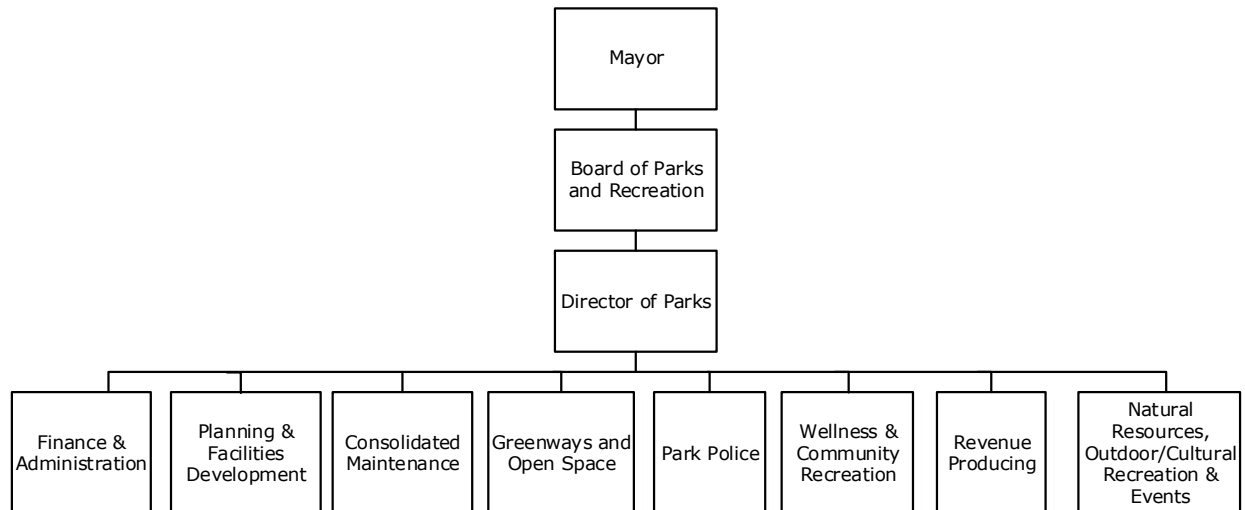 Mayor
Board of Parks
and Recreation
Director of Parks
Finance &
Administration
Planning &
Facilities
Development
Consolidated
Maintenance
Greenways and
Open Space
Park Police
Wellness &
Community
Recreation
Revenue
Producing
Natural
Resources,
Outdoor/Cultural
Recreation &
Events